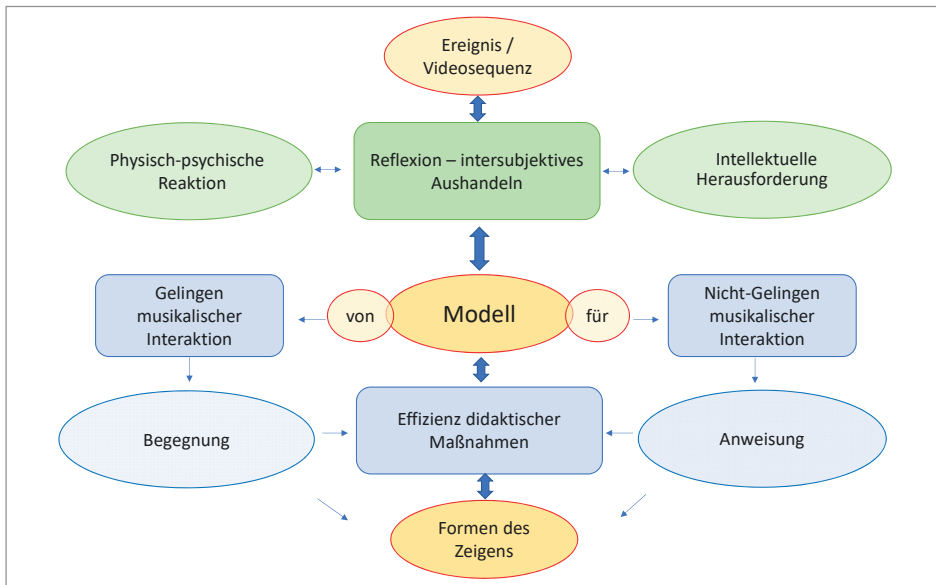 Ereignis /
Videosequenz
Physisch-psychische
Reaktion
Reflexion – intersubjektives
Aushandeln
Intellektuelle
Herausforderung
Gelingen
musikalischer
Interaktion
von
Modell
für
Nicht-Gelingen
musikalischer
Interaktion
Begegnung
Effizienz didaktischer
Maßnahmen
Anweisung
Formen des
Zeigens